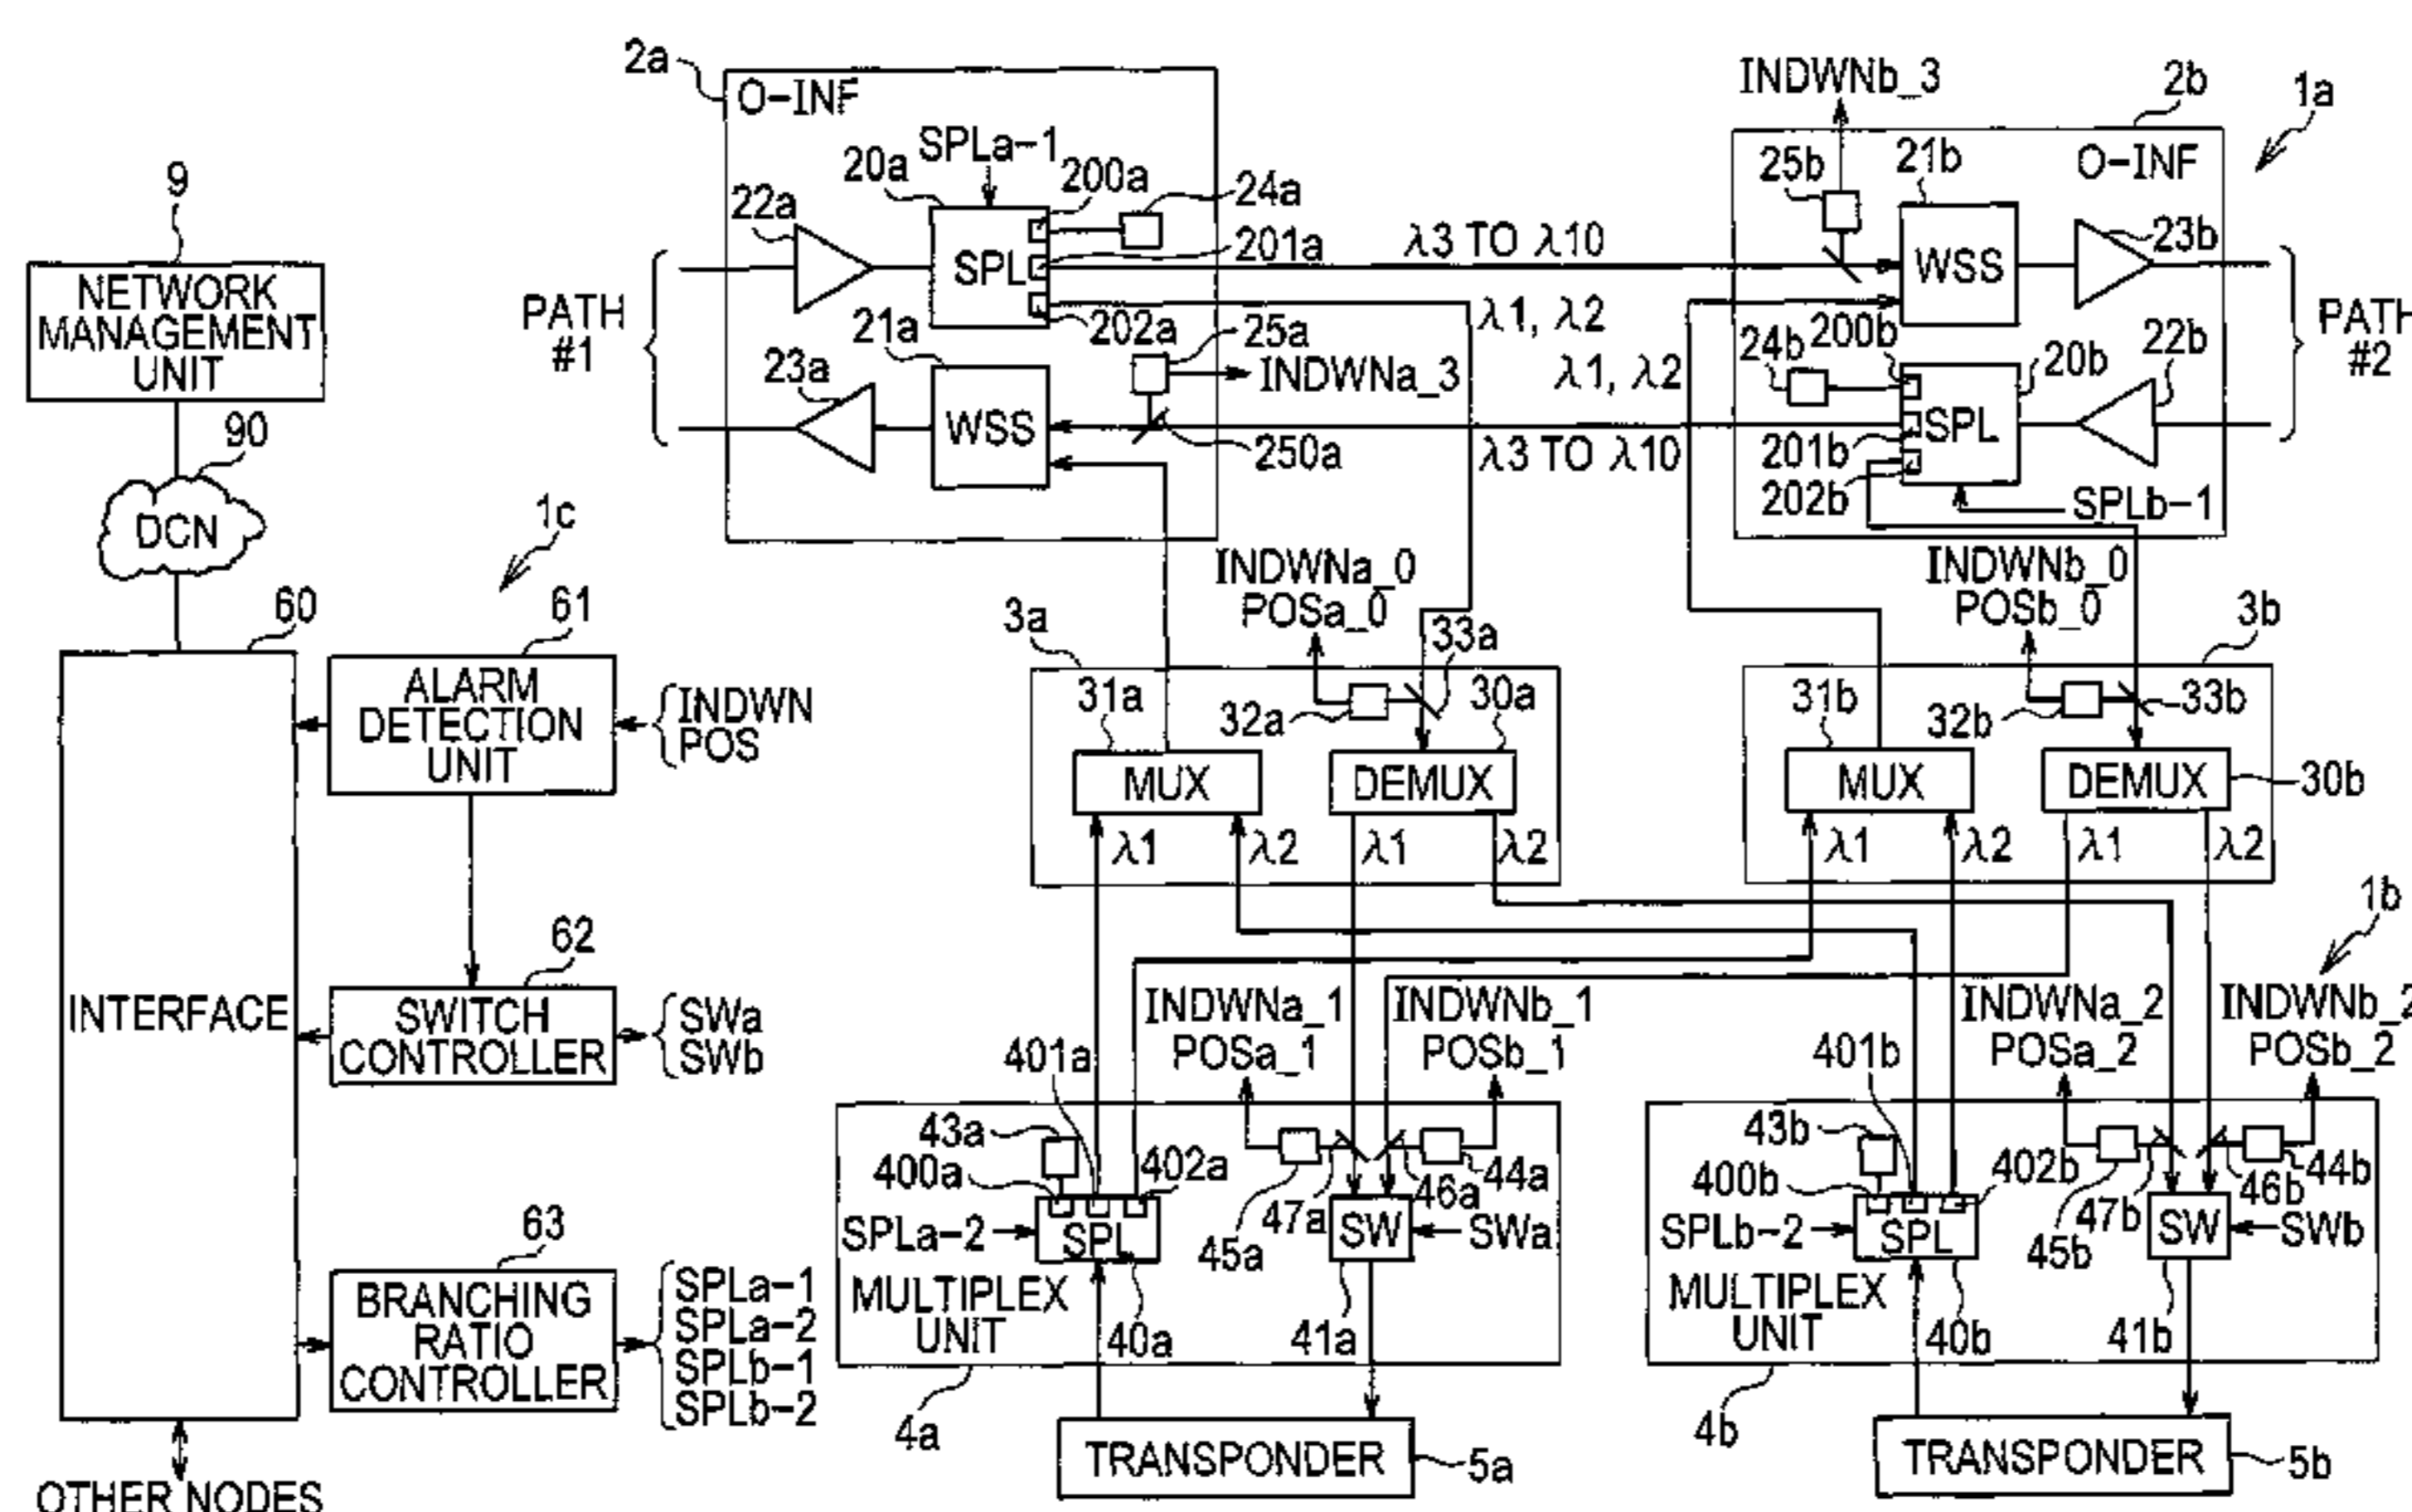 2a
O-INF
SPLa-1
20a
200a
24a
22a
201a
SPL
202a
PATH
#1
21a
25a
23a
INDWNa_3
WSS
250a
λ3 TO λ10
λ1, λ2
λ1, λ2
λ3 TO λ10
INDWNb_3
2b
1a
25b
21b
O-INF
23b
WSS
200b
24b
20b
22b
PATH
#2
SPL
201b
202b
SPLb-1
9
NETWORK
MANAGEMENT
UNIT
90
DCN
1c
60
61
INTERFACE
ALARM
DETECTION
UNIT
INDWN
POS
62
SWITCH
CONTROLLER
SWa
SWb
63
BRANCHING
RATIO
CONTROLLER
SPLa-1
SPLa-2
SPLb-1
SPLb-2
OTHER NODES
INDWNa_0
POSa_0
3a
33a
31a
32a
30a
MUX
DEMUX
λ1
λ2
λ1
λ2
INDWNb_0
POSb_0
3b
31b
32b
33b
MUX
DEMUX
30b
λ1
λ2
λ1
λ2
1b
INDWNa_1
POSa_1
INDWNb_1
POSb_1
401a
43a
400a
402a
SPLa-2
SPL
45a
47a
46a
44a
SW
SWa
MULTIPLEX
UNIT
40a
41a
4a
TRANSPONDER
5a
INDWNa_2
POSa_2
INDWNb_2
POSb_2
401b
43b
400b
402b
SPLb-2
SPL
45b
47b
46b
44b
SW
SWb
MULTIPLEX
UNIT
40b
41b
4b
TRANSPONDER
5b